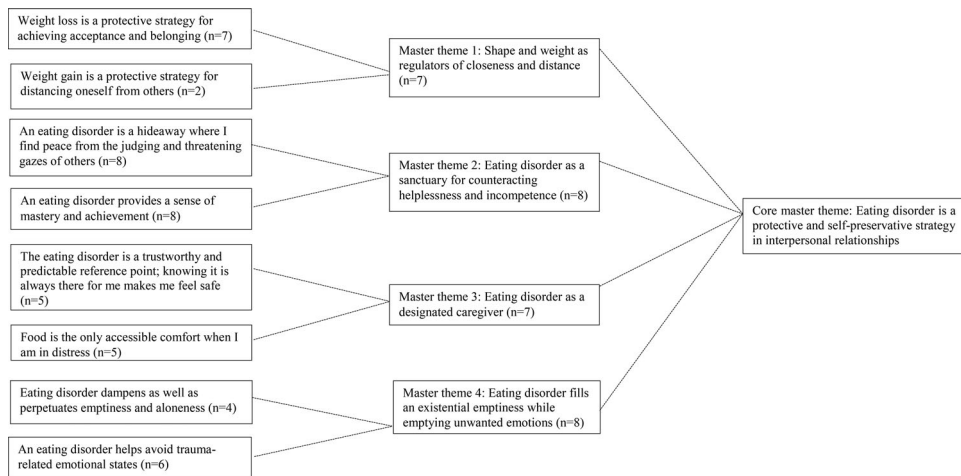 Weight loss is a protective strategy for
achieving acceptance and belonging (n=7)
Weight gain is a protective strategy for
distancing oneself from others (n=2)
An eating disorder is a hideaway where I
find peace from the judging and threatening
gazes of others (n=8)
An eating disorder provides a sense of
mastery and achievement (n=8)
The eating disorder is a trustworthy and
predictable reference point; knowing it is
always there for me makes me feel safe
(n=5)
Food is the only accessible comfort when I
am in distress (n=5)
Eating disorder dampens as well as
perpetuates emptiness and aloneness (n=4)
An eating disorder helps avoid trauma-
related emotional states (n=6)
Master theme 1: Shape and weight as
regulators of closeness and distance
(n=7)
Master theme 2: Eating disorder as a
sanctuary for counteracting
helplessness and incompetence (n=8)
Master theme 3: Eating disorder as a
designated caregiver (n=7)
Master theme 4: Eating disorder fills
an existential emptiness while
emptying unwanted emotions (n=8)
Core master theme: Eating disorder is a
protective and self-preservative strategy
in interpersonal relationships